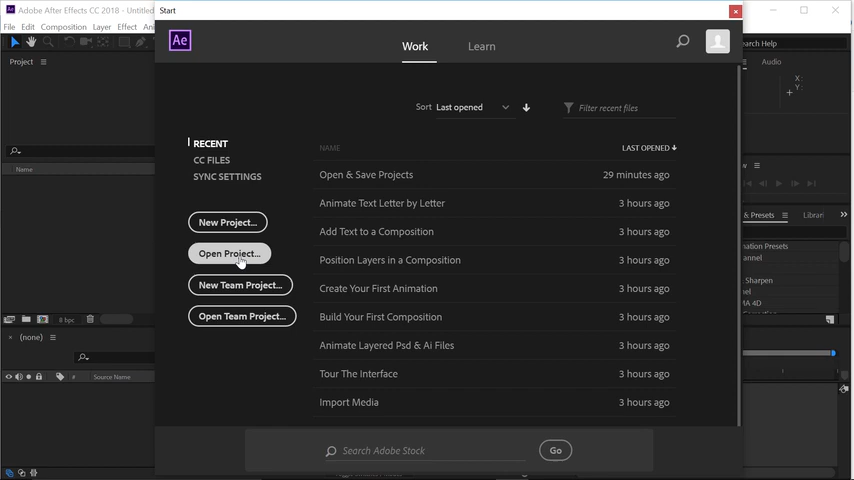 Adobe After Effects CC 2018 - Untitled
Start
File Edit Composition Layer Effect An
Search Help
Ae
Work Learn
Project
Audio
X :
Y :
Sort Last opened
Filter recent files
RECENT
CC FILES
SYNC SETTINGS
New Project...
Open Project...
New Team Project...
Open Team Project...
NAME LAST OPENED
Open & Save Projects 29 minutes ago
Animate Text Letter by Letter 3 hours ago
Add Text to a Composition 3 hours ago
Position Layers in a Composition 3 hours ago
Create Your First Animation 3 hours ago
Build Your First Composition 3 hours ago
Animate Layered Psd & Ai Files 3 hours ago
Tour The Interface 3 hours ago
Import Media 3 hours ago
Name
w
& Presets Librari
mation Presets
annel
Sharpen
nel
MA 4D
8 bpc
(none)
# Source Name
Search Adobe Stock
Go